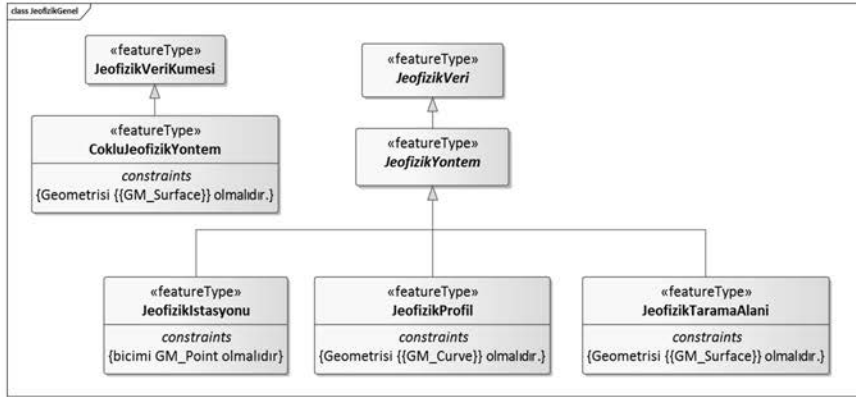 class JeofizikGenel
«featureType»
JeofizikVeriKumesi
«featureType»
JeofizikVeri
«featureType»
CokluJeofizikYontem
constraints
{Geometrisi {{GM_Surface}} olmalıdır.}
«featureType»
JeofizikYontem
«featureType»
JeofizikIstasyonu
constraints
{bicimi GM_Point olmalıdır}
«featureType»
JeofizikProfil
constraints
{Geometrisi {{GM_Curve}} olmalıdır.}
«featureType»
JeofizikTaramaAlani
constraints
{Geometrisi {{GM_Surface}} olmalıdır.}